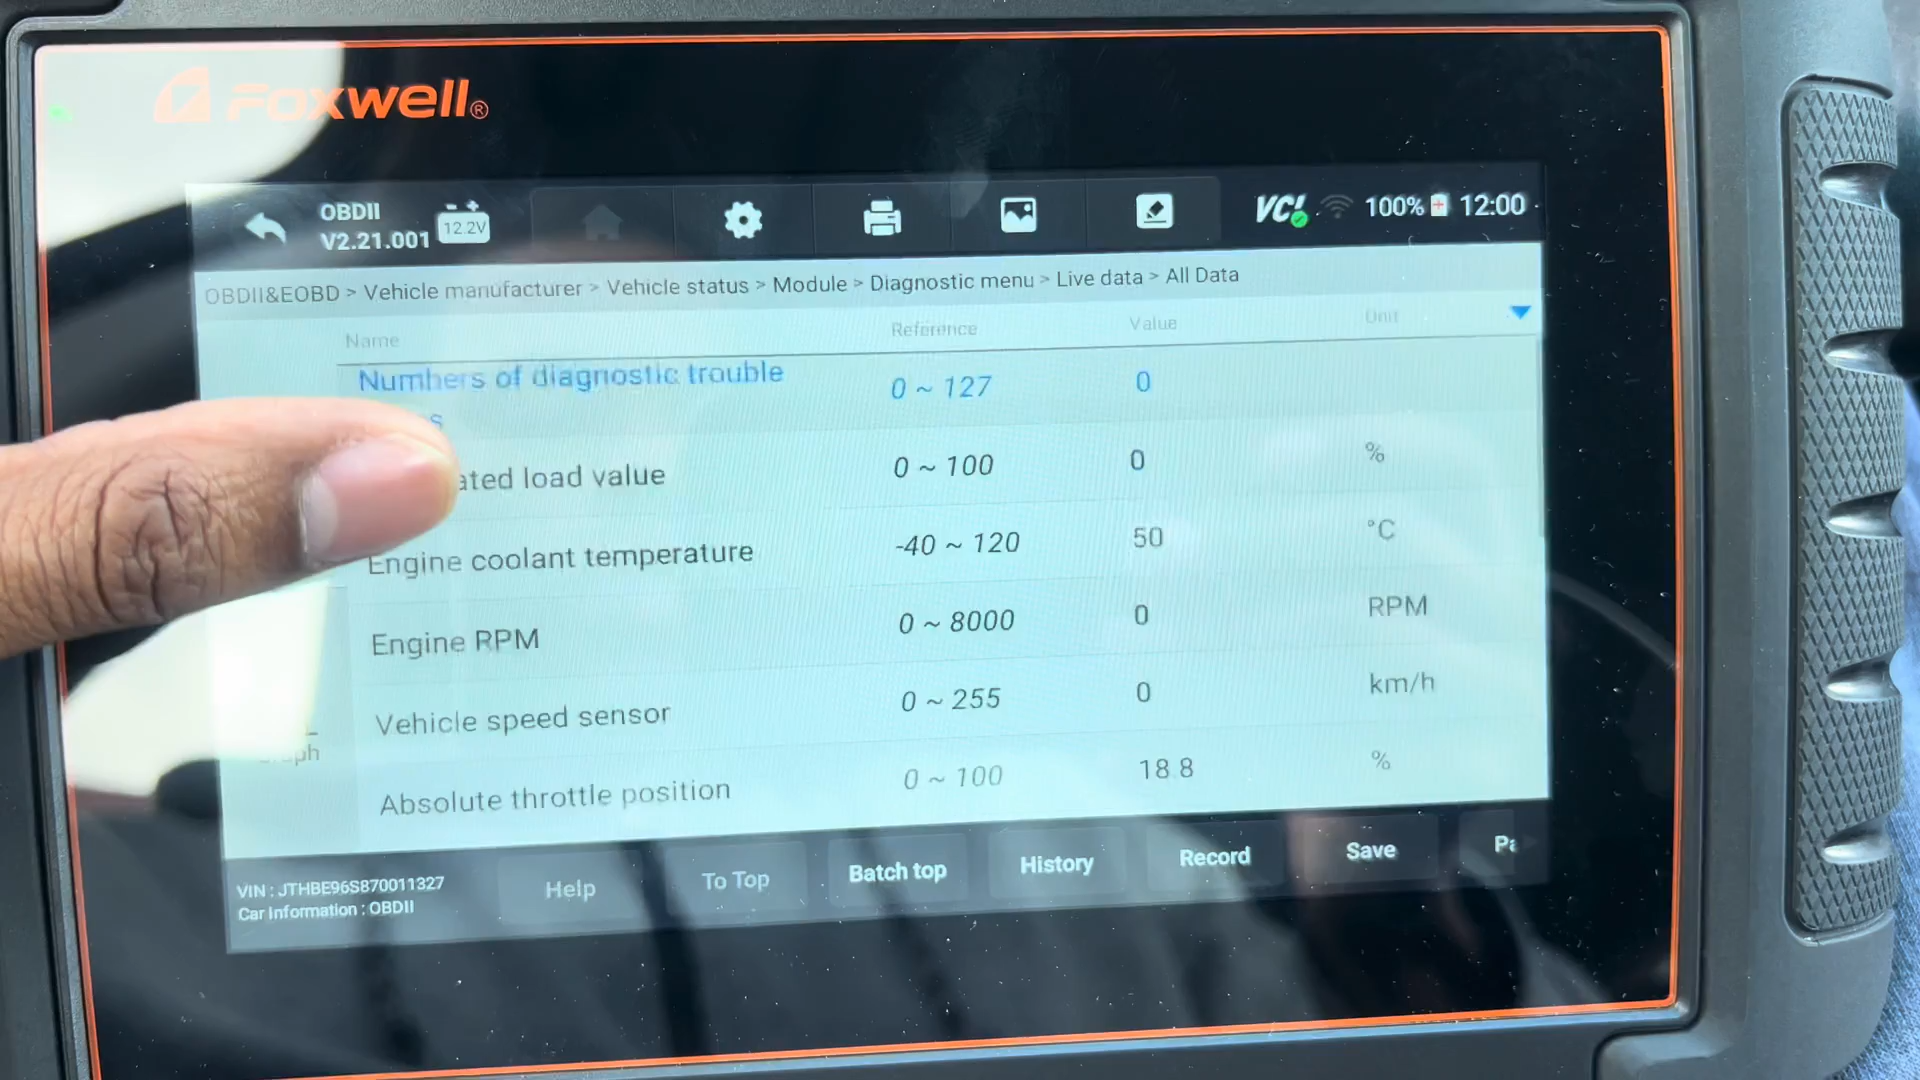 Foxwell®
OBDII
V2.21.001
12.2V
VCI
100%
12:00
OBDII&EOBD > Vehicle manufacturer > Vehicle status > Module > Diagnostic menu > Live data > All Data
Name Reference Value Unit
Numbers of diagnostic trouble 0 ~ 127 0
s
ated load value 0 ~ 100 0 %
Engine coolant temperature -40 ~ 120 50 °C
Engine RPM 0 ~ 8000 0 RPM
Vehicle speed sensor 0 ~ 255 0 km/h
Absolute throttle position 0 ~ 100 18.8 %
VIN : JTHBE96S870011327
Car Information : OBDII
Help To Top Batch top History Record Save